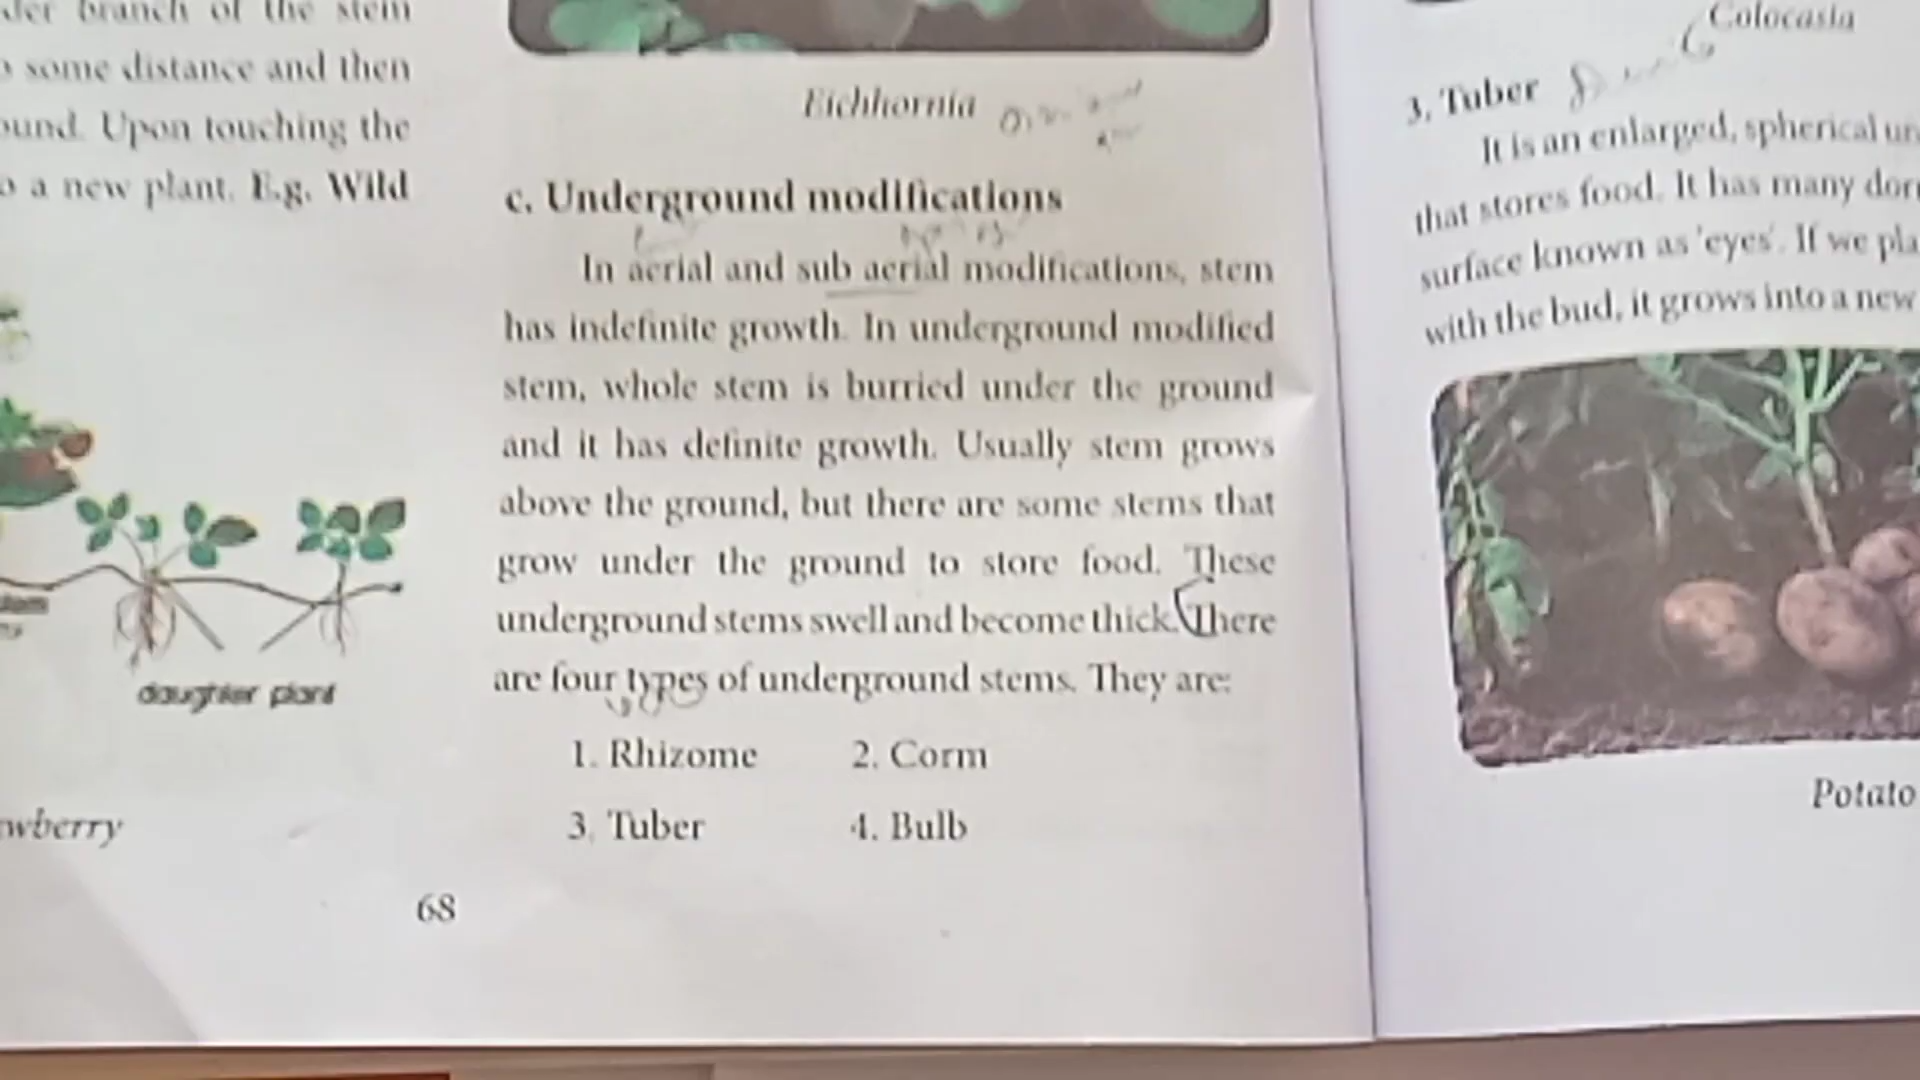 der branch of the stem
some distance and then
ound. Upon touching the
a new plant. E.g. Wild
daughter plant
wberry
Eichhornia
c. Underground modifications
In aerial and sub aerial modifications, stem
has indefinite growth. In underground modified
stem, whole stem is burried under the ground
and it has definite growth. Usually stem grows
above the ground, but there are some stems that
grow under the ground to store food. These
underground stems swell and become thick. There
are four types of underground stems. They are:
1. Rhizome 2. Corm
3. Tuber 4. Bulb
68
Colocasia
3. Tuber
It is an enlarged, spherical un
that stores food. It has many dor
surface known as 'eyes'. If we pla
with the bud, it grows into a new
Potato